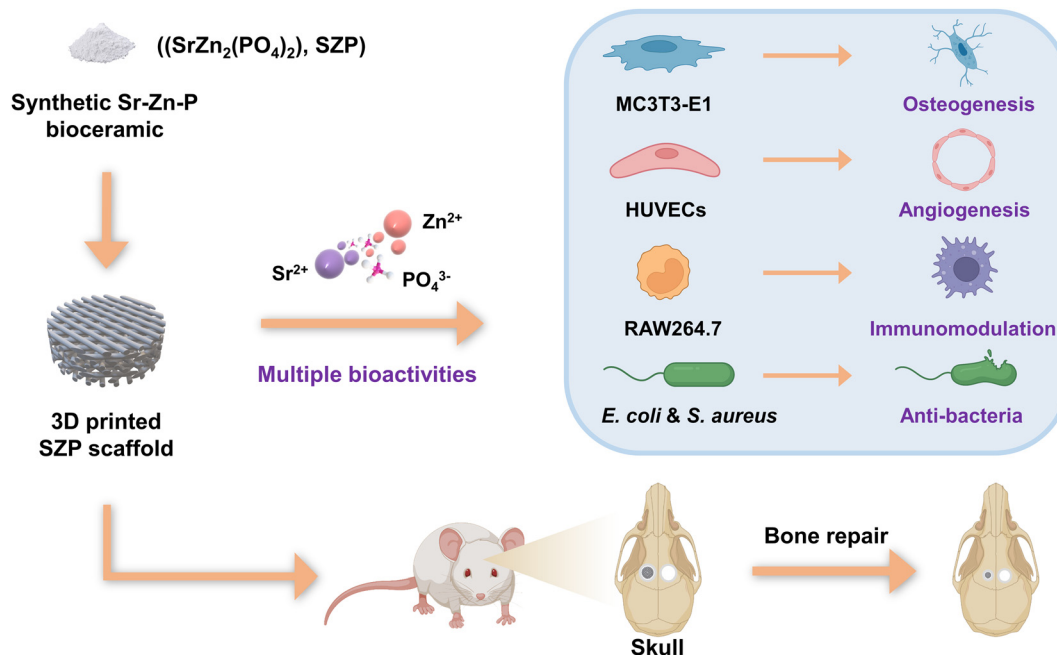 ((SrZn₂(PO₄)₂), SZP)
Synthetic Sr-Zn-P
bioceramic
3D printed
SZP scaffold
Zn²⁺
Sr²⁺
PO₄³⁻
Multiple bioactivities
MC3T3-E1
Osteogenesis
HUVECs
Angiogenesis
RAW264.7
Immunomodulation
E. coli & S. aureus
Anti-bacteria
Bone repair
Skull